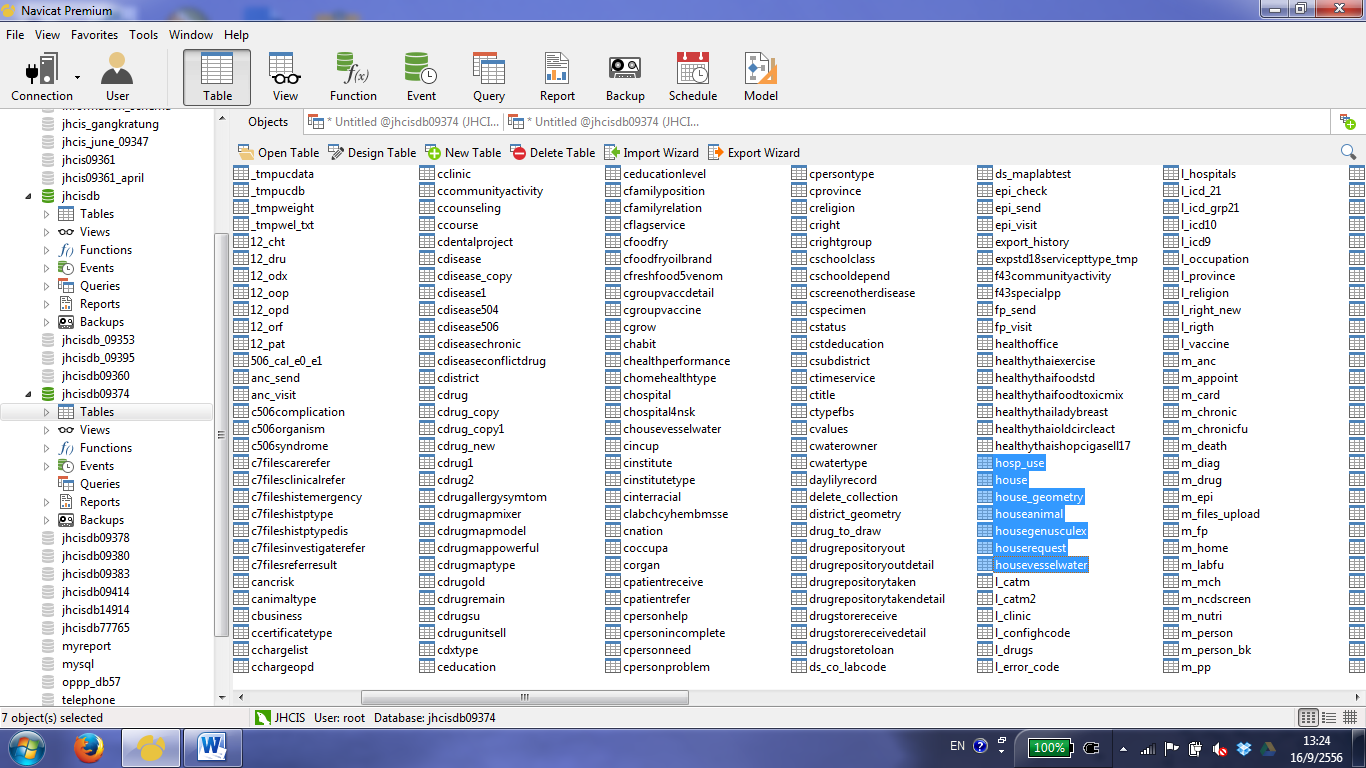 Navicat Premium
File View Favorites Tools Window Help
Connection User Table View Function Event Query Report Backup Schedule Model
jhcis_gangkratung
jhcis_june_09347
jhcis09361
jhcis09361_april
jhcisdb
Tables
Views
Functions
Events
Queries
Reports
Backups
jhcisdb_09353
jhcisdb_09395
jhcisdb09360
jhcisdb09374
Tables
Views
Functions
Events
Queries
Reports
Backups
jhcisdb09378
jhcisdb09380
jhcisdb09383
jhcisdb09414
jhcisdb14914
jhcisdb77765
myreport
mysql
oppp_db57
telephone
Objects * Untitled @jhcisdb09374 (JHCI... * Untitled @jhcisdb09374 (JHCI...
Open Table Design Table New Table Delete Table Import Wizard Export Wizard
_tmpucdata
_tmpucdb
_tmpweight
_tmpwel_txt
12_cht
12_dru
12_odx
12_oop
12_opd
12_orf
12_pat
506_cal_e0_e1
anc_send
anc_visit
c506complication
c506organism
c506syndrome
c7filescarerefer
c7filesclinicalrefer
c7fileshistemergency
c7fileshistptype
c7fileshistptypedis
c7filesinvestigaterefer
c7filesreferresult
cancrisk
canimaltype
cbusiness
ccertificatetype
cchargelist
cchargeopd
cclinic
ccommunityactivity
ccounseling
ccourse
cdentalproject
cdisease
cdisease_copy
cdisease1
cdisease504
cdisease506
cdiseasechronic
cdiseaseconflictdrug
cdistrict
cdrug
cdrug_copy
cdrug_copy1
cdrug_new
cdrug1
cdrug2
cdrugallergysymtom
cdrugmapmixer
cdrugmapmodel
cdrugmappowerful
cdrugmaptype
cdrugold
cdrugremain
cdrugsu
cdrugunitsell
cdxtype
ceducation
ceducationlevel
cfamilyposition
cfamilyrelation
cflagservice
cfoodfry
cfoodfryoilbrand
cfreshfood5venom
cgroupvaccdetail
cgroupvaccine
cgrow
chabit
chealthperformance
chomehealthtype
chospital
chospital4nsk
chousevesselwater
cincup
cinstitute
cinstitutetype
cinterracial
clabchcyhembmsse
cnation
coccupa
corgan
cpatientreceive
cpatientrefer
cpersonhelp
cpersonincomplete
cpersonneed
cpersonproblem
cpersontype
cprovince
creligion
cright
crightgroup
cschoolclass
cschooldepend
cscreenotherdisease
cspecimen
cstatus
cstdeducation
csubdistrict
ctimeservice
ctitle
ctypefbs
cvalues
cwaterowner
cwatertype
daylilyrecord
delete_collection
district_geometry
drug_to_draw
drugrepositoryout
drugrepositoryoutdetail
drugrepositorytaken
drugrepositorytakendetail
drugstorereceive
drugstorereceivedetail
drugstoretoloan
ds_co_labcode
ds_maplabtest
epi_check
epi_send
epi_visit
export_history
expstd18servicepttype_tmp
f43communityactivity
f43specialpp
fp_send
fp_visit
healthoffice
healthythaiexercise
healthythaifoodstd
healthythaifoodtoxicmix
healthythailadybreast
healthythaioldcircleact
healthythaishopcigasell17
hosp_use
house
house_geometry
houseanimal
housegenusculex
houserequest
housevesselwater
l_catm
l_catm2
l_clinic
l_confighcode
l_drugs
l_error_code
l_hospitals
l_icd_21
l_icd_grp21
l_icd10
l_icd9
l_occupation
l_province
l_religion
l_right_new
l_rigth
l_vaccine
m_anc
m_appoint
m_card
m_chronic
m_chronicfu
m_death
m_diag
m_drug
m_epi
m_files_upload
m_fp
m_home
m_labfu
m_mch
m_ncdscreen
m_nutri
m_person
m_person_bk
m_pp
7 object(s) selected JHCIS User: root Database: jhcisdb09374
EN 100% 13:24
16/9/2556